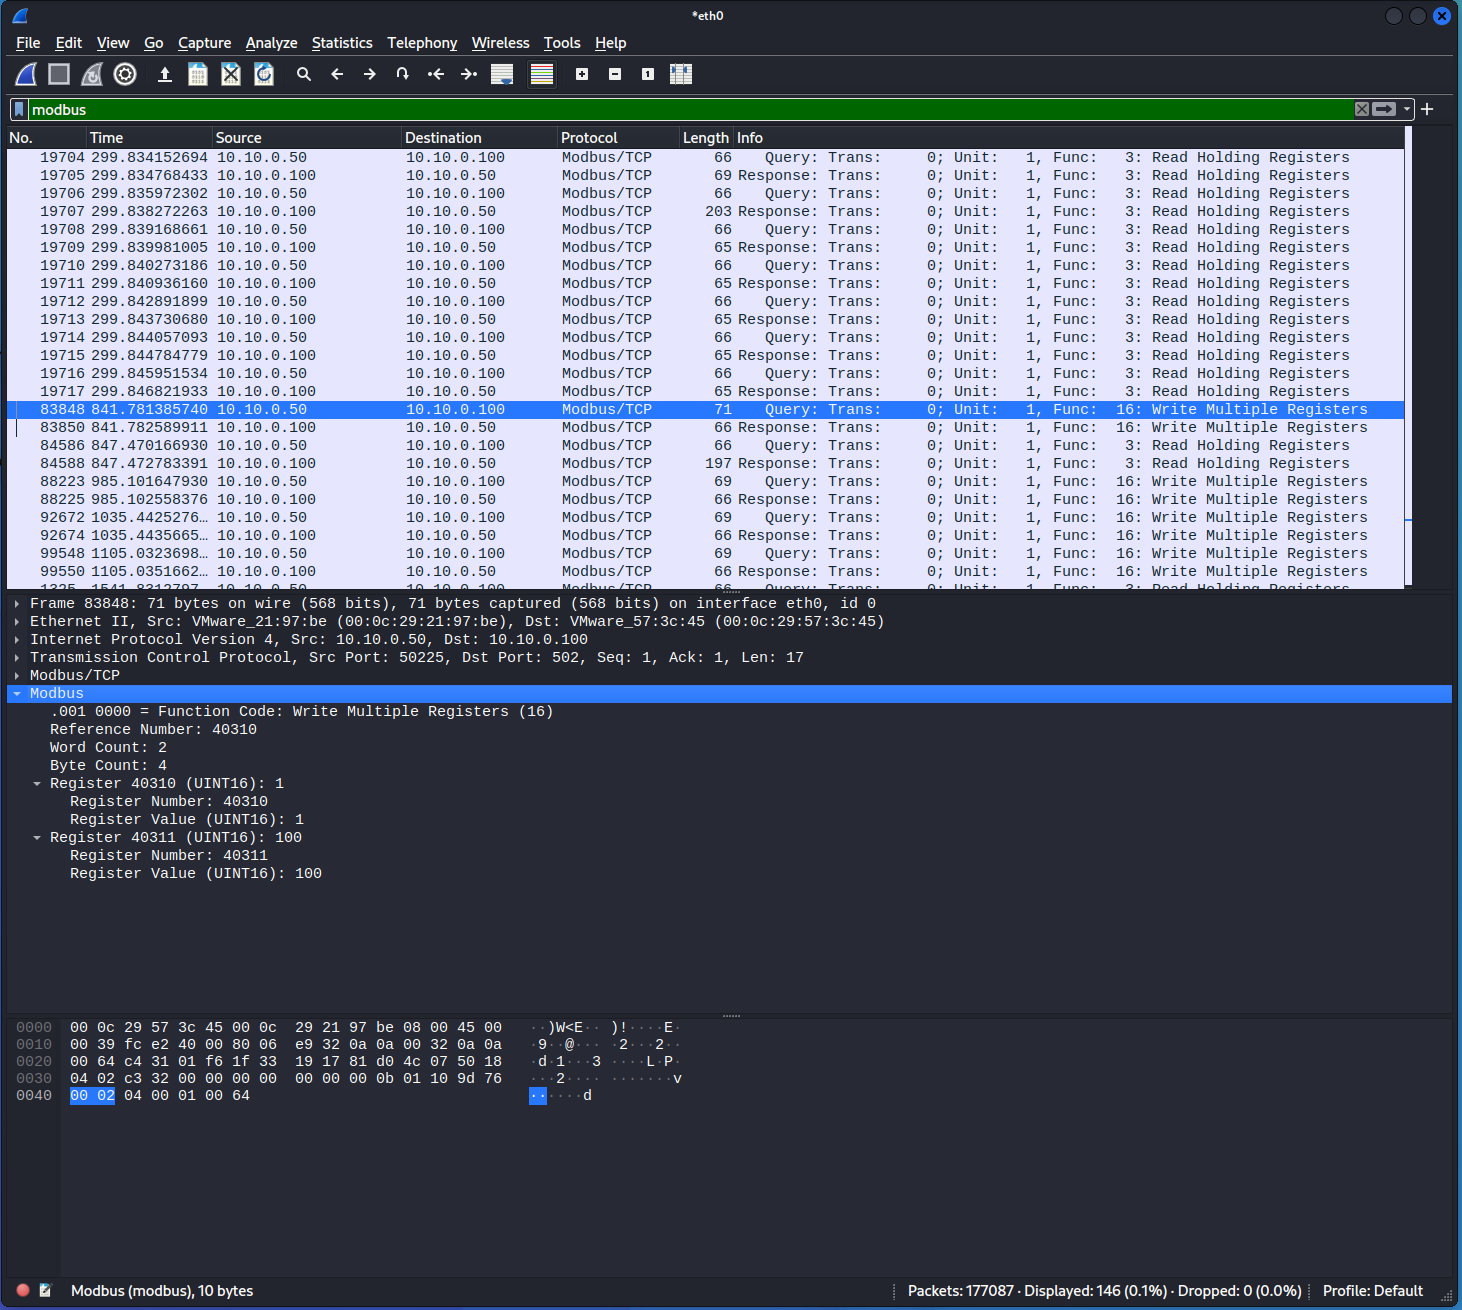 *eth0
File Edit View Go Capture Analyze Statistics Telephony Wireless Tools Help
modbus
No. Time Source Destination Protocol Length Info
19704 299.834152694 10.10.0.50 10.10.0.100 Modbus/TCP 66 Query: Trans: 0; Unit: 1, Func: 3: Read Holding Registers
19705 299.834768433 10.10.0.100 10.10.0.50 Modbus/TCP 69 Response: Trans: 0; Unit: 1, Func: 3: Read Holding Registers
19706 299.835972302 10.10.0.50 10.10.0.100 Modbus/TCP 66 Query: Trans: 0; Unit: 1, Func: 3: Read Holding Registers
19707 299.838272263 10.10.0.100 10.10.0.50 Modbus/TCP 203 Response: Trans: 0; Unit: 1, Func: 3: Read Holding Registers
19708 299.839168661 10.10.0.50 10.10.0.100 Modbus/TCP 66 Query: Trans: 0; Unit: 1, Func: 3: Read Holding Registers
19709 299.839981005 10.10.0.100 10.10.0.50 Modbus/TCP 65 Response: Trans: 0; Unit: 1, Func: 3: Read Holding Registers
19710 299.840273186 10.10.0.50 10.10.0.100 Modbus/TCP 66 Query: Trans: 0; Unit: 1, Func: 3: Read Holding Registers
19711 299.840936160 10.10.0.100 10.10.0.50 Modbus/TCP 65 Response: Trans: 0; Unit: 1, Func: 3: Read Holding Registers
19712 299.842891899 10.10.0.50 10.10.0.100 Modbus/TCP 66 Query: Trans: 0; Unit: 1, Func: 3: Read Holding Registers
19713 299.843730680 10.10.0.100 10.10.0.50 Modbus/TCP 65 Response: Trans: 0; Unit: 1, Func: 3: Read Holding Registers
19714 299.844057093 10.10.0.50 10.10.0.100 Modbus/TCP 66 Query: Trans: 0; Unit: 1, Func: 3: Read Holding Registers
19715 299.844784779 10.10.0.100 10.10.0.50 Modbus/TCP 65 Response: Trans: 0; Unit: 1, Func: 3: Read Holding Registers
19716 299.845951534 10.10.0.50 10.10.0.100 Modbus/TCP 66 Query: Trans: 0; Unit: 1, Func: 3: Read Holding Registers
19717 299.846821933 10.10.0.100 10.10.0.50 Modbus/TCP 65 Response: Trans: 0; Unit: 1, Func: 3: Read Holding Registers
83848 841.781385740 10.10.0.50 10.10.0.100 Modbus/TCP 71 Query: Trans: 0; Unit: 1, Func: 16: Write Multiple Registers
83850 841.782589911 10.10.0.100 10.10.0.50 Modbus/TCP 66 Response: Trans: 0; Unit: 1, Func: 16: Write Multiple Registers
84586 847.470166930 10.10.0.50 10.10.0.100 Modbus/TCP 66 Query: Trans: 0; Unit: 1, Func: 3: Read Holding Registers
84588 847.472783391 10.10.0.100 10.10.0.50 Modbus/TCP 197 Response: Trans: 0; Unit: 1, Func: 3: Read Holding Registers
88223 985.101647930 10.10.0.50 10.10.0.100 Modbus/TCP 69 Query: Trans: 0; Unit: 1, Func: 16: Write Multiple Registers
88225 985.102558376 10.10.0.100 10.10.0.50 Modbus/TCP 66 Response: Trans: 0; Unit: 1, Func: 16: Write Multiple Registers
92672 1035.4425276… 10.10.0.50 10.10.0.100 Modbus/TCP 69 Query: Trans: 0; Unit: 1, Func: 16: Write Multiple Registers
92674 1035.4435665… 10.10.0.100 10.10.0.50 Modbus/TCP 66 Response: Trans: 0; Unit: 1, Func: 16: Write Multiple Registers
99548 1105.0323698… 10.10.0.50 10.10.0.100 Modbus/TCP 69 Query: Trans: 0; Unit: 1, Func: 16: Write Multiple Registers
99550 1105.0351662… 10.10.0.100 10.10.0.50 Modbus/TCP 66 Response: Trans: 0; Unit: 1, Func: 16: Write Multiple Registers
Frame 83848: 71 bytes on wire (568 bits), 71 bytes captured (568 bits) on interface eth0, id 0
Ethernet II, Src: VMware_21:97:be (00:0c:29:21:97:be), Dst: VMware_57:3c:45 (00:0c:29:57:3c:45)
Internet Protocol Version 4, Src: 10.10.0.50, Dst: 10.10.0.100
Transmission Control Protocol, Src Port: 50225, Dst Port: 502, Seq: 1, Ack: 1, Len: 17
Modbus/TCP
Modbus
.001 0000 = Function Code: Write Multiple Registers (16)
Reference Number: 40310
Word Count: 2
Byte Count: 4
Register 40310 (UINT16): 1
Register Number: 40310
Register Value (UINT16): 1
Register 40311 (UINT16): 100
Register Number: 40311
Register Value (UINT16): 100
0000 00 0c 29 57 3c 45 00 0c 29 21 97 be 08 00 45 00 ··)W<E·· )!····E·
0010 00 39 fc e2 40 00 80 06 e9 32 0a 0a 00 32 0a 0a ·9··@··· ·2···2··
0020 00 64 c4 31 01 f6 1f 33 19 17 81 d0 4c 07 50 18 ·d·1···3 ····L·P·
0030 04 02 c3 32 00 00 00 00 00 00 00 0b 01 10 9d 76 ···2···· ·······v
0040 00 02 04 00 01 00 64 ······d
Modbus (modbus), 10 bytes
Packets: 177087 · Displayed: 146 (0.1%) · Dropped: 0 (0.0%)
Profile: Default